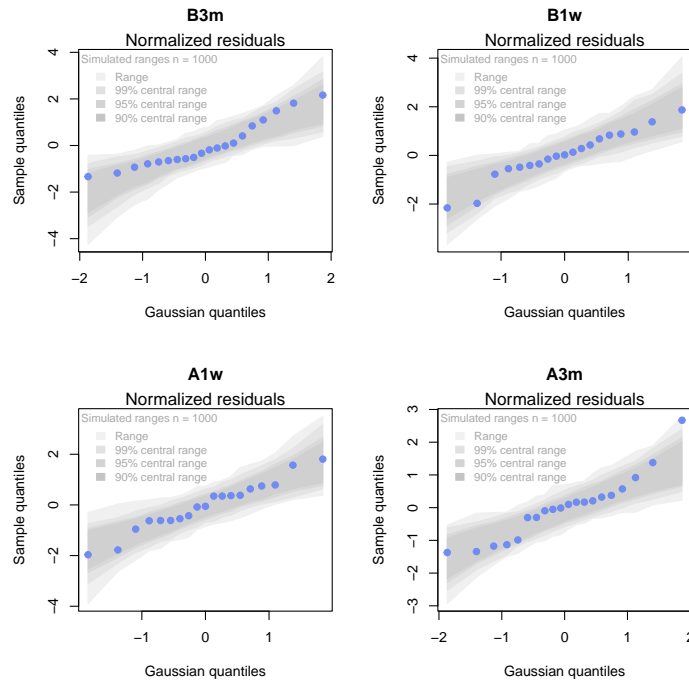 B3m
Normalized residuals
Simulated ranges n = 1000
Range
99% central range
95% central range
90% central range
Sample quantiles
4
2
0
−2
−4
−2
−1
0
1
2
Gaussian quantiles
B1w
Normalized residuals
Simulated ranges n = 1000
Range
99% central range
95% central range
90% central range
Sample quantiles
4
2
0
−2
−1
0
1
Gaussian quantiles
A1w
Normalized residuals
Simulated ranges n = 1000
Range
99% central range
95% central range
90% central range
Sample quantiles
2
0
−2
−4
−1
0
1
Gaussian quantiles
A3m
Normalized residuals
Simulated ranges n = 1000
Range
99% central range
95% central range
90% central range
Sample quantiles
3
2
1
0
−1
−2
−3
−2
−1
0
1
2
Gaussian quantiles